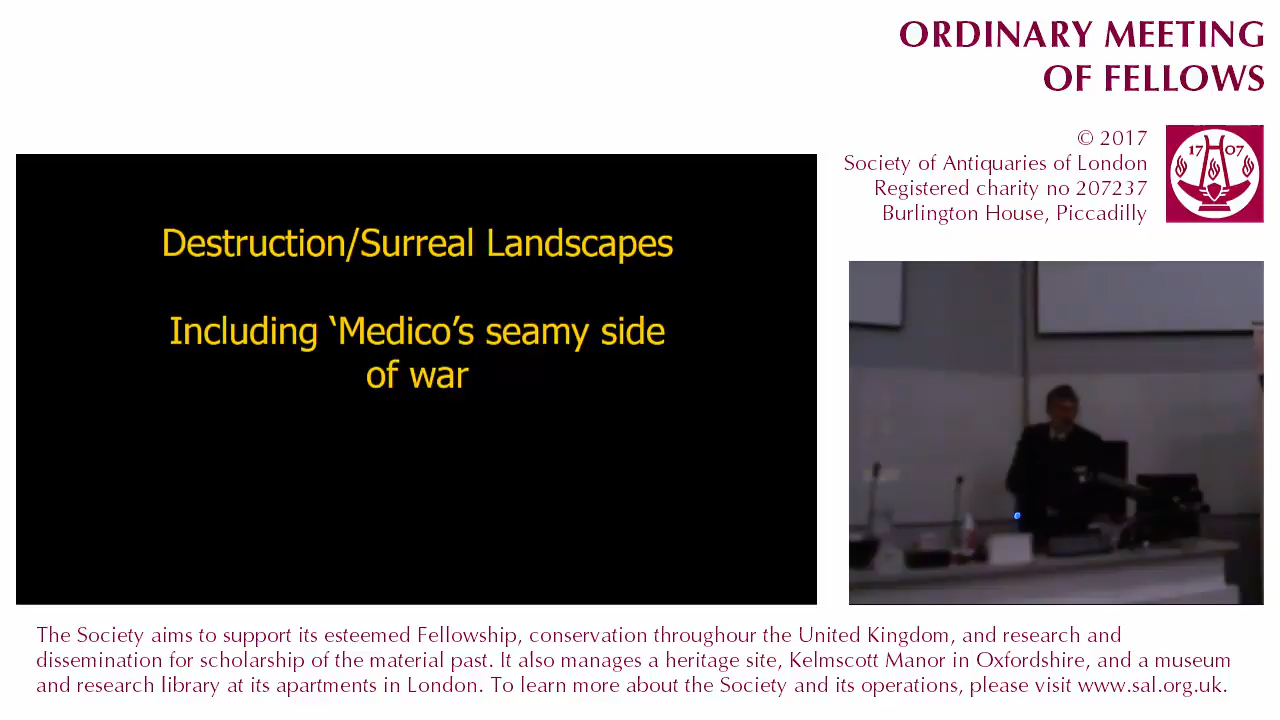 ORDINARY MEETING
OF FELLOWS
© 2017
Society of Antiquaries of London
Registered charity no 207237
Burlington House, Piccadilly
17 07
Destruction/Surreal Landscapes
Including ‘Medico’s seamy side
of war
The Society aims to support its esteemed Fellowship, conservation throughour the United Kingdom, and research and
dissemination for scholarship of the material past. It also manages a heritage site, Kelmscott Manor in Oxfordshire, and a museum
and research library at its apartments in London. To learn more about the Society and its operations, please visit www.sal.org.uk.